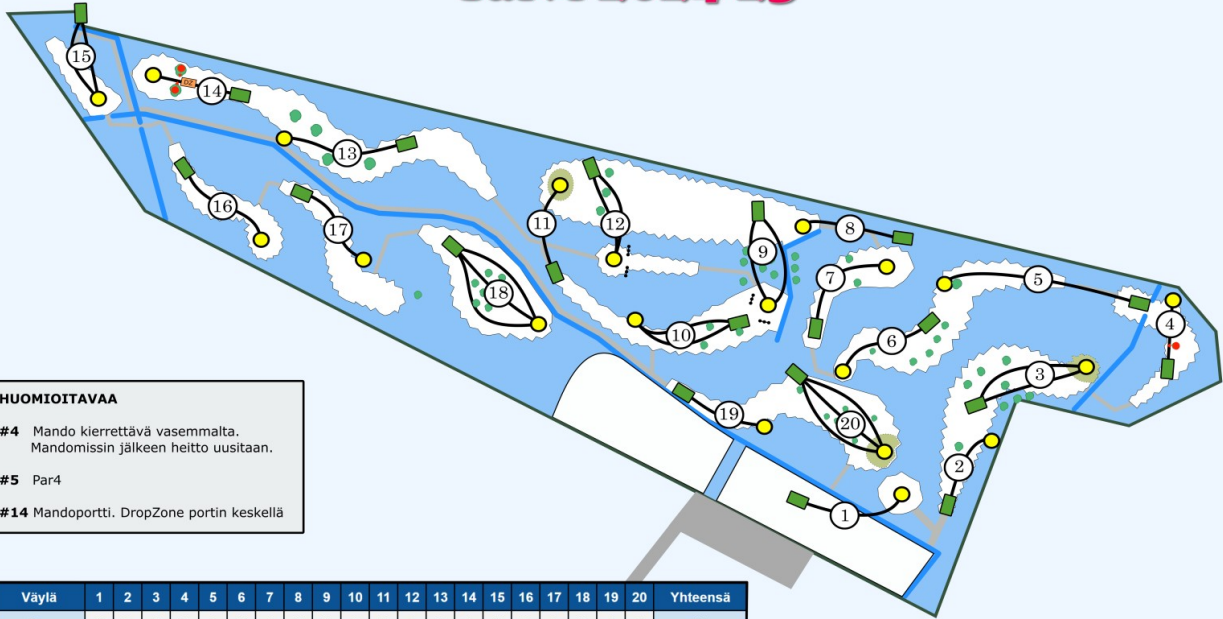 15
14
13
16
17
18
11
12
9
8
7
10
6
5
4
3
2
19
20
1
DZ
HUOMIOITAVAA
#4 Mando kierrettävä vasemmalta.
Mandomissin jälkeen heitto uusitaan.
#5 Par4
#14 Mandoportti. DropZone portin keskellä
Väylä 1 2 3 4 5 6 7 8 9 10 11 12 13 14 15 16 17 18 19 20 Yhteensä